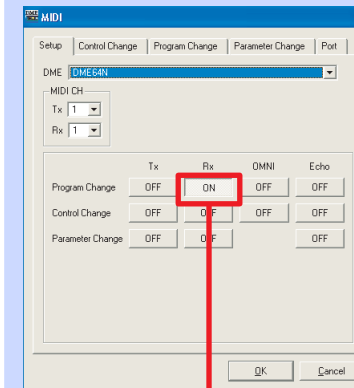 MIDI
Setup Control Change Program Change Parameter Change Port
DME DME64N
MIDI CH
Tx 1
Rx 1
Tx Rx OMNI Echo
Program Change OFF ON OFF OFF
Control Change OFF OFF OFF OFF
Parameter Change OFF OFF OFF
OK Cancel